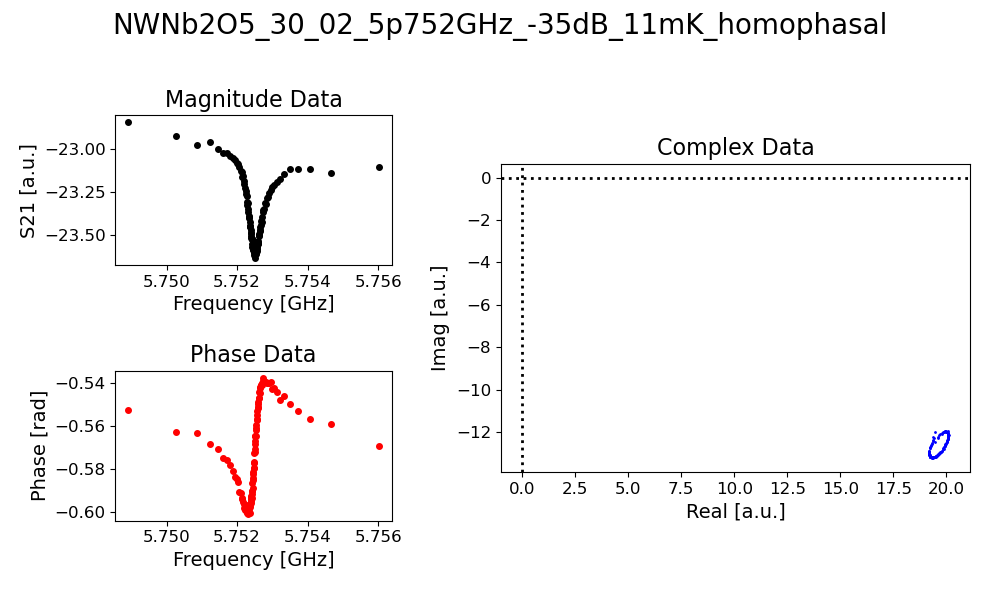 NWNb2O5_30_02_5p752GHz_-35dB_11mK_homophasal
Magnitude Data
S21 [a.u.]
−23.00
−23.25
−23.50
5.750 5.752 5.754 5.756
Frequency [GHz]
Phase Data
Phase [rad]
−0.54
−0.56
−0.58
−0.60
5.750 5.752 5.754 5.756
Frequency [GHz]
Complex Data
Imag [a.u.]
0
−2
−4
−6
−8
−10
−12
0.0 2.5 5.0 7.5 10.0 12.5 15.0 17.5 20.0
Real [a.u.]